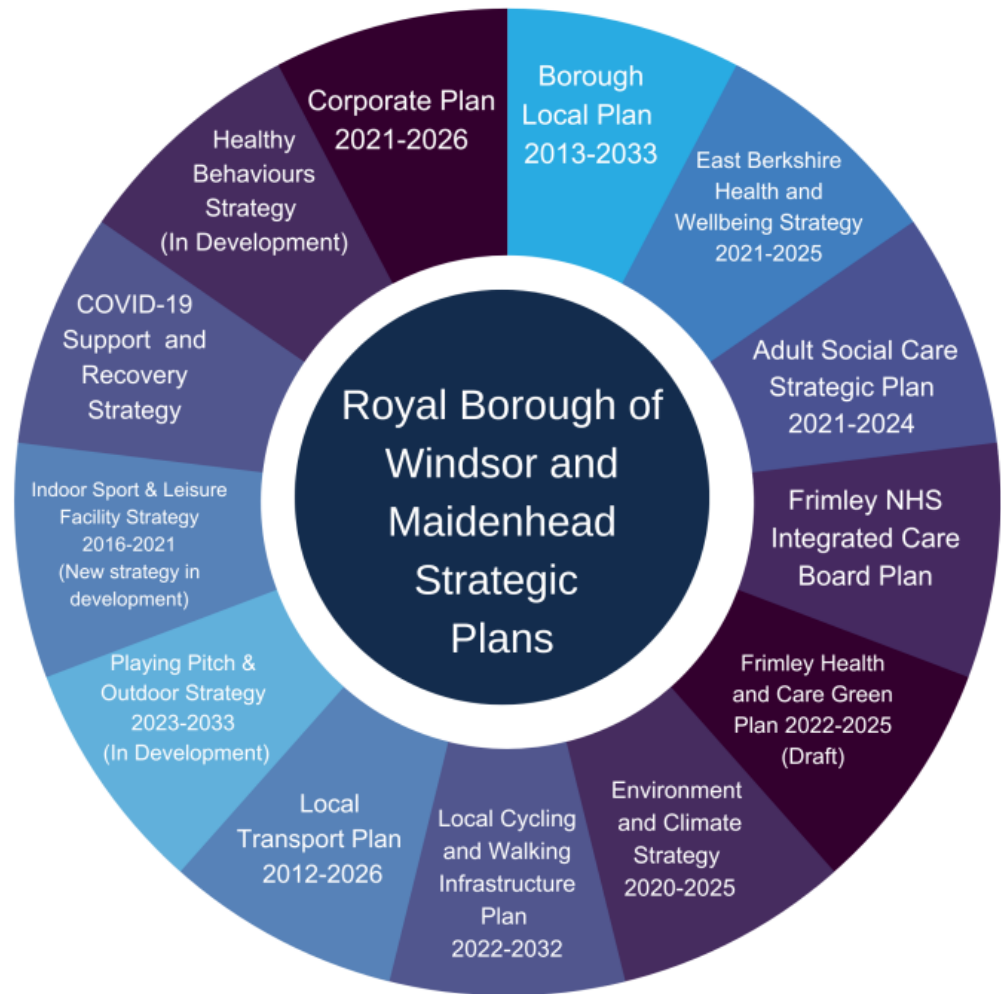 Royal Borough of
Windsor and
Maidenhead
Strategic
Plans
Borough
Local Plan
2013-2033
East Berkshire
Health and
Wellbeing Strategy
2021-2025
Adult Social Care
Strategic Plan
2021-2024
Frimley NHS
Integrated Care
Board Plan
Frimley Health
and Care Green
Plan 2022-2025
(Draft)
Environment
and Climate
Strategy
2020-2025
Local Cycling
and Walking
Infrastructure
Plan
2022-2032
Local
Transport Plan
2012-2026
Playing Pitch &
Outdoor Strategy
2023-2033
(In Development)
Indoor Sport & Leisure
Facility Strategy
2016-2021
(New strategy in
development)
COVID-19
Support and
Recovery
Strategy
Healthy
Behaviours
Strategy
(In Development)
Corporate Plan
2021-2026